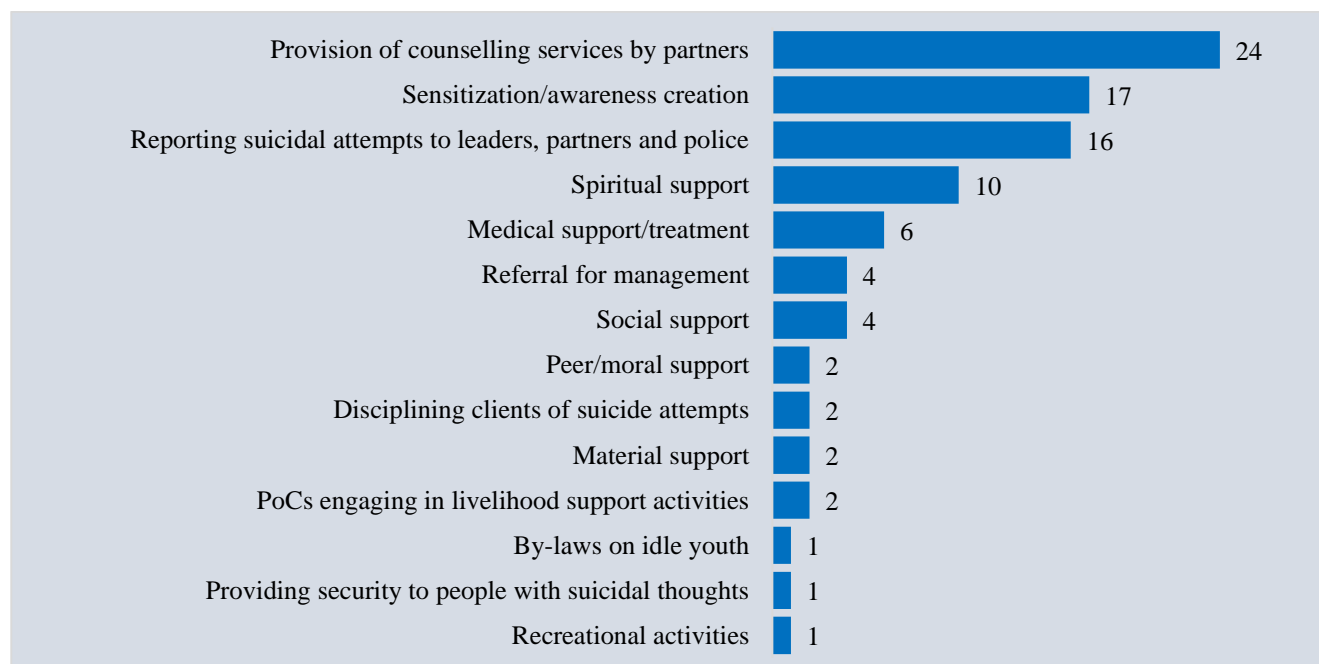 Provision of counselling services by partners 24
Sensitization/awareness creation 17
Reporting suicidal attempts to leaders, partners and police 16
Spiritual support 10
Medical support/treatment 6
Referral for management 4
Social support 4
Peer/moral support 2
Disciplining clients of suicide attempts 2
Material support 2
PoCs engaging in livelihood support activities 2
By-laws on idle youth 1
Providing security to people with suicidal thoughts 1
Recreational activities 1